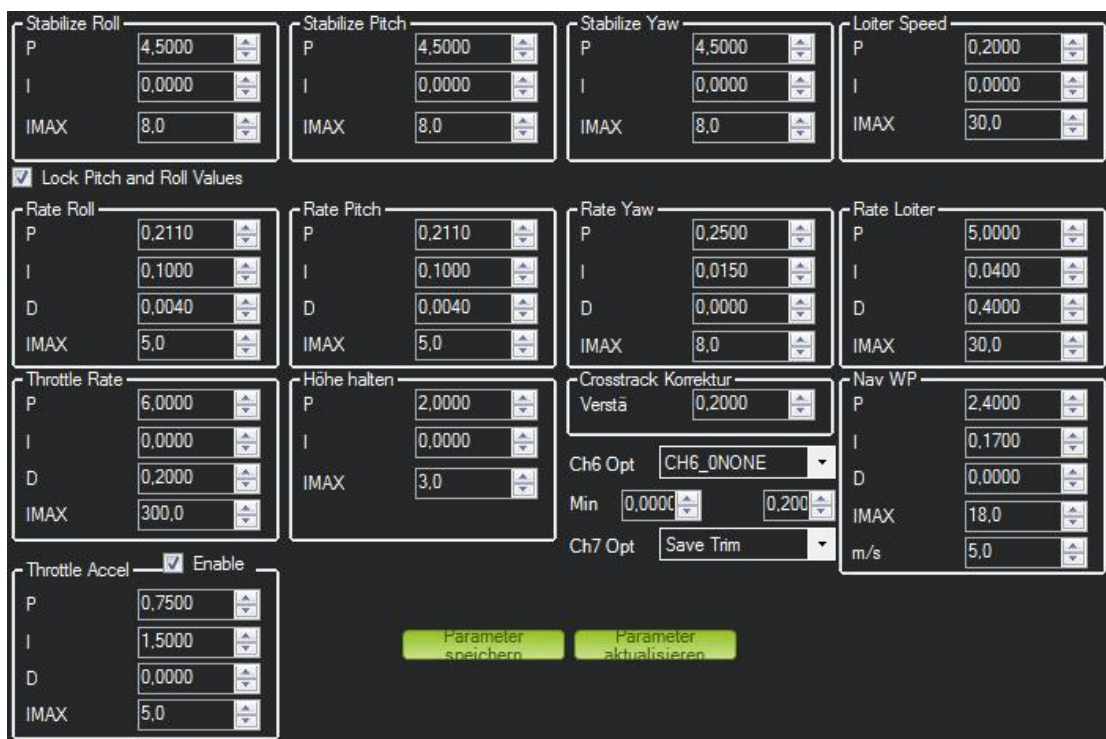 Stabilize Roll
P 4,5000
I 0,0000
IMAX 8,0
Stabilize Pitch
P 4,5000
I 0,0000
IMAX 8,0
Stabilize Yaw
P 4,5000
I 0,0000
IMAX 8,0
Loiter Speed
P 0,2000
I 0,0000
IMAX 30,0
Lock Pitch and Roll Values
Rate Roll
P 0,2110
I 0,1000
D 0,0040
IMAX 5,0
Rate Pitch
P 0,2110
I 0,1000
D 0,0040
IMAX 5,0
Rate Yaw
P 0,2500
I 0,0150
D 0,0000
IMAX 8,0
Rate Loiter
P 5,0000
I 0,0400
D 0,4000
IMAX 30,0
Throttle Rate
P 6,0000
I 0,0000
D 0,2000
IMAX 300,0
Höhe halten
P 2,0000
I 0,0000
IMAX 3,0
Crosstrack Korrektur
Verstä 0,2000
Ch6 Opt CH6_0NONE
Min 0,0000 0,200
Ch7 Opt Save Trim
Nav WP
P 2,4000
I 0,1700
D 0,0000
IMAX 18,0
m/s 5,0
Throttle Accel Enable
P 0,7500
I 1,5000
D 0,0000
IMAX 5,0
Parameter
speichern
Parameter
aktualisieren